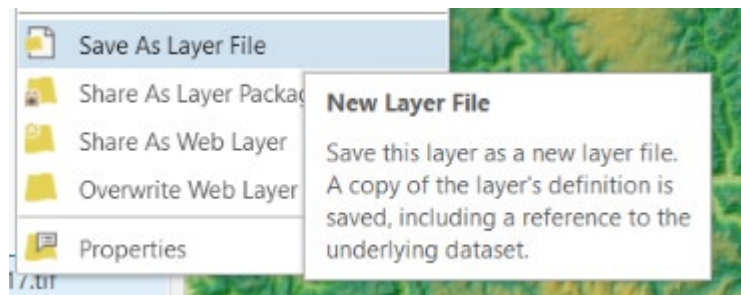 Save As Layer File
Share As Layer
New Layer File
Share As Web Layer
Save this layer as a new layer file.
A copy of the layer's definition is
Overwrite Web Layer
saved, including a reference to the
underlying dataset.
Properties
17.tif